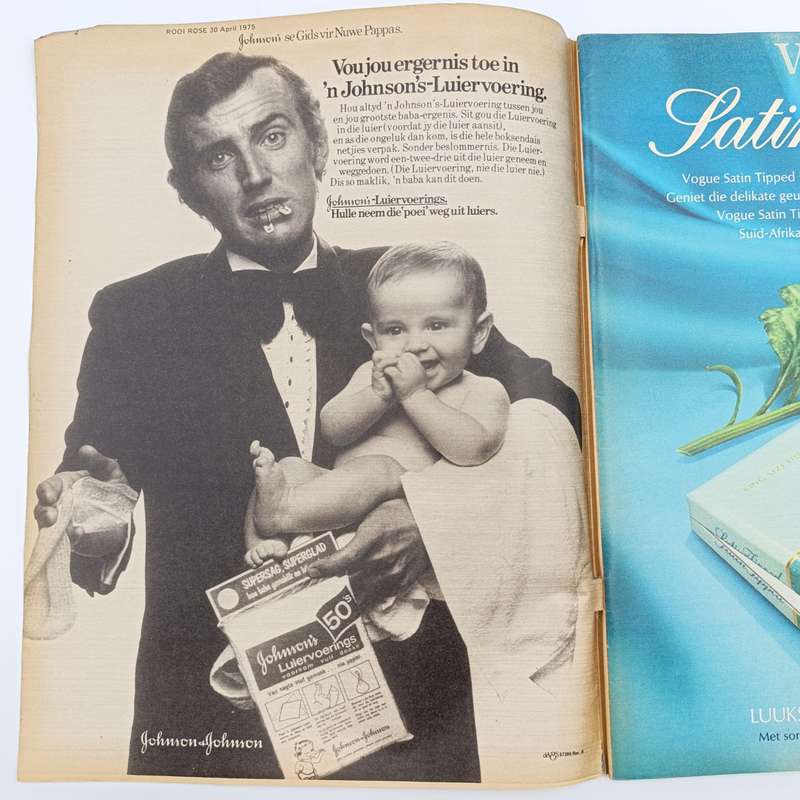 ROOI ROSE 30 April 1975
Johnson's se Gids vir Nuwe Pappas.
Vou jou ergernis toe in
'n Johnson's-Luiervoering.
Hou altyd 'n Johnson's-Luiervoering tussen jou
en jou grootste baba-ergenis. Sit gou die Luiervoering
in die luier (voordat jy die luier aansit),
en as die ongeluk dan kom, is die hele boksendais
netjies verpak. Sonder beslommernis. Die Luier-
voering word een-twee-drie uit die luier geneem en
weggedoen. (Die Luiervoering, nie die luier nie.)
Dis so maklik, 'n baba kan dit doen.
Johnson's-Luiervoerings.
'Hulle neem die 'poei' weg uit luiers.
SUPERSAG, SUPERGLAD
50's
Johnson's
Luiervoerings
Johnson & Johnson
Johnson & Johnson
V
Satin
Vogue Satin Tipped
Geniet die delikate
Vogue Satin
Suid-Afrika
KING SIZE
Satin Tipped
LUUKS
Met